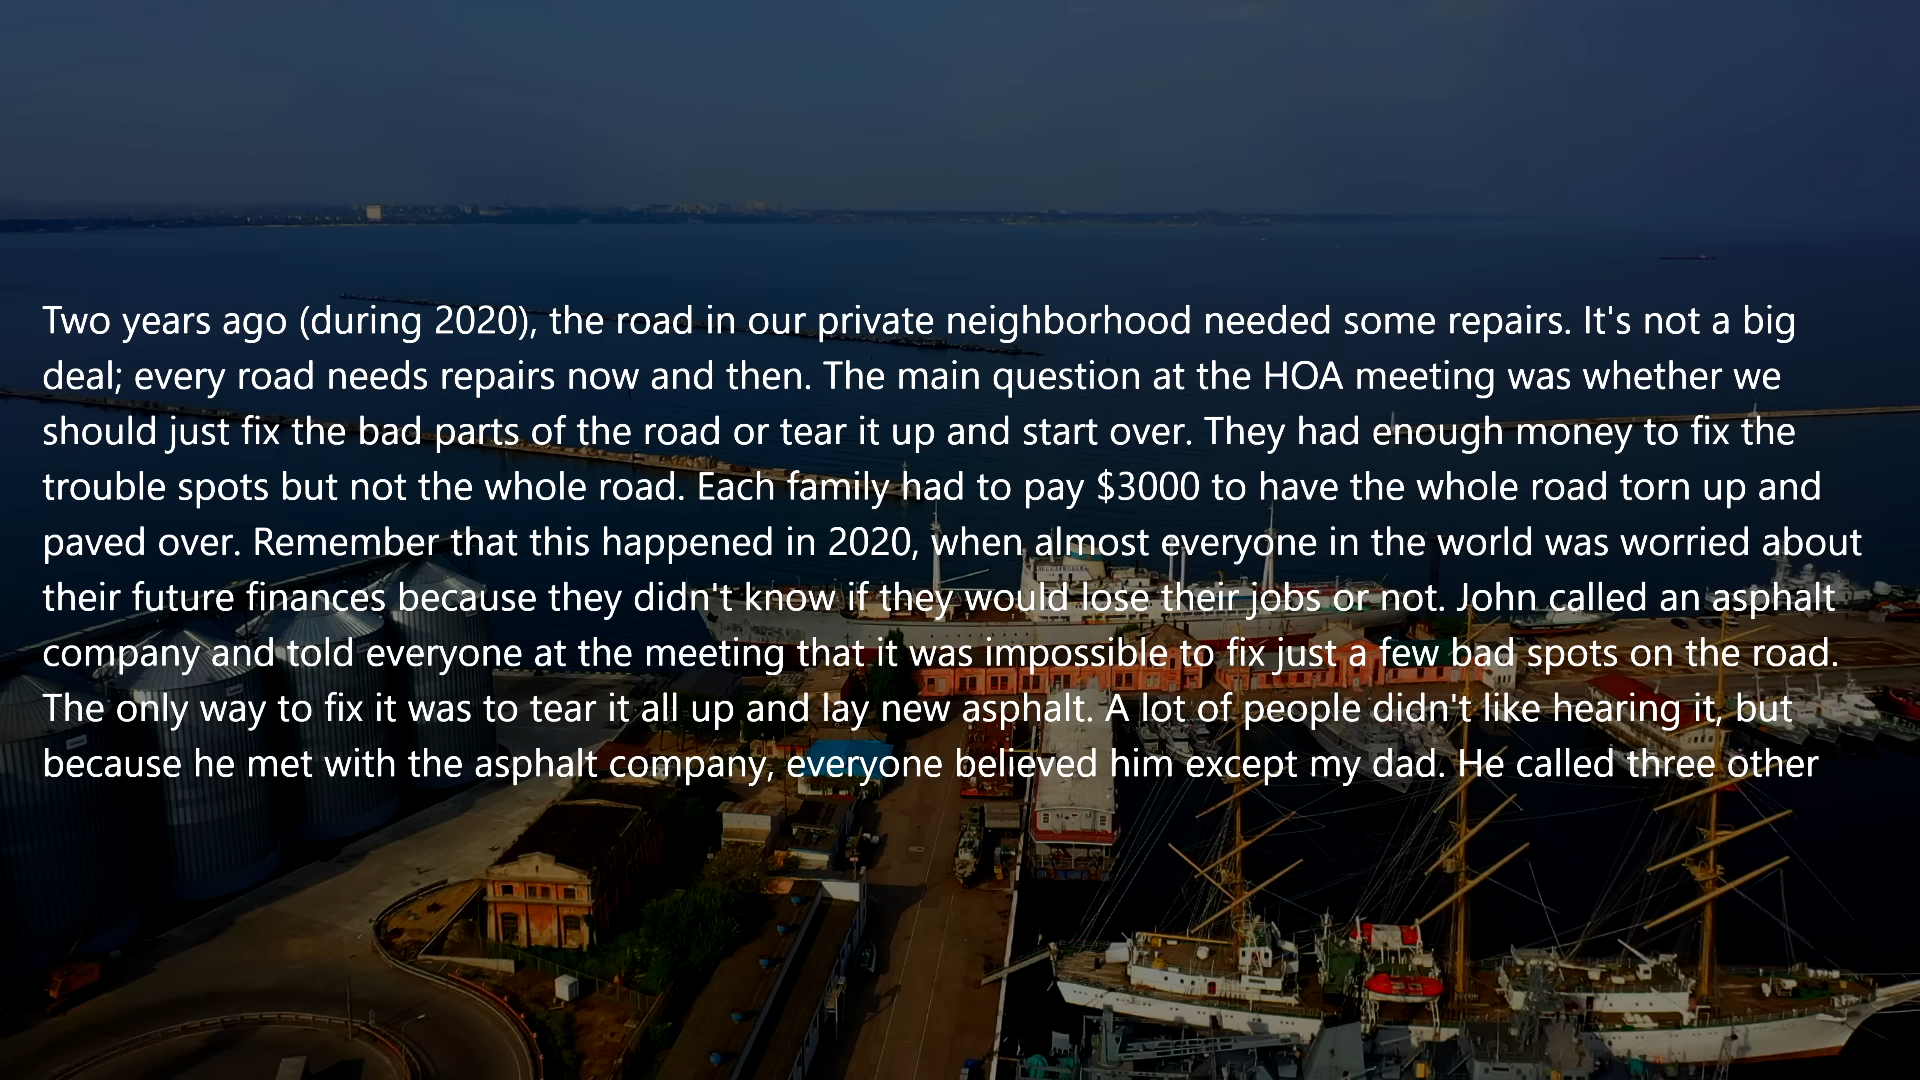 Two years ago (during 2020), the road in our private neighborhood needed some repairs. It's not a big
deal; every road needs repairs now and then. The main question at the HOA meeting was whether we
should just fix the bad parts of the road or tear it up and start over. They had enough money to fix the
trouble spots but not the whole road. Each family had to pay $3000 to have the whole road torn up and
paved over. Remember that this happened in 2020, when almost everyone in the world was worried about
their future finances because they didn't know if they would lose their jobs or not. John called an asphalt
company and told everyone at the meeting that it was impossible to fix just a few bad spots on the road.
The only way to fix it was to tear it all up and lay new asphalt. A lot of people didn't like hearing it, but
because he met with the asphalt company, everyone believed him except my dad. He called three other